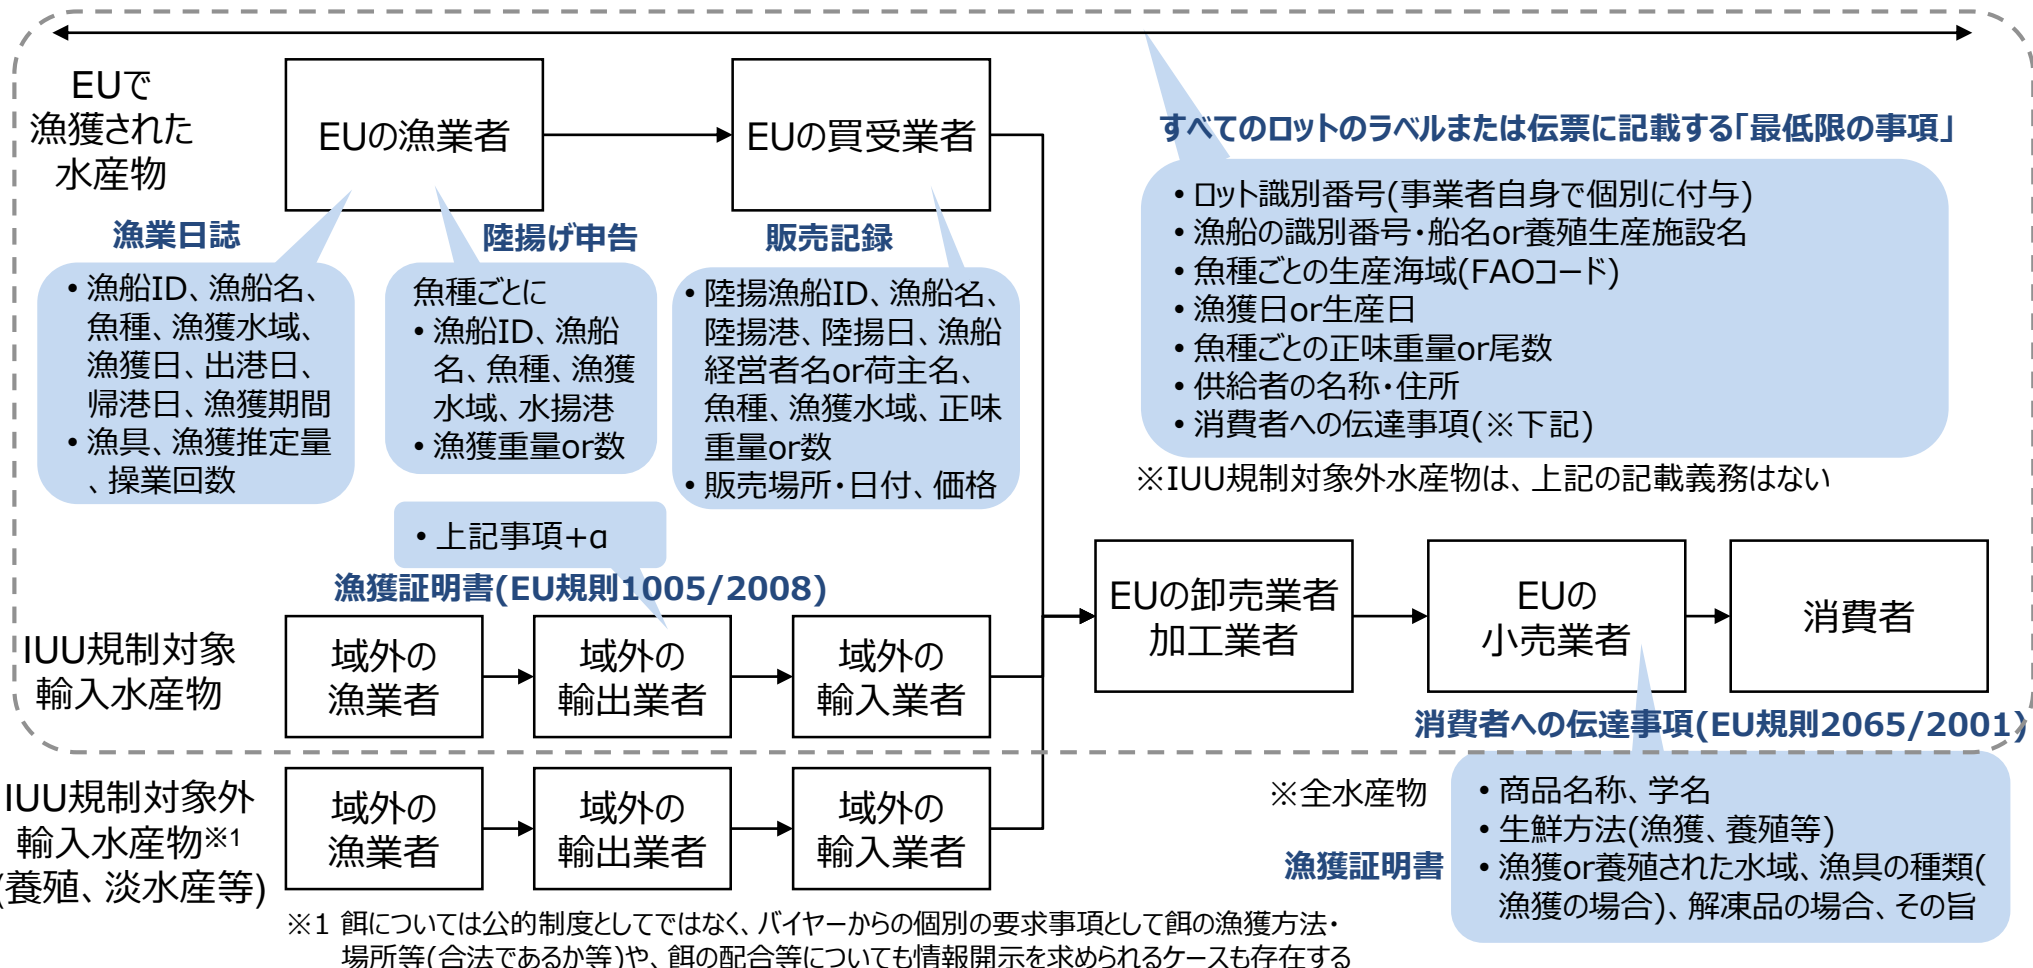 EUで
漁獲された
水産物
EUの漁業者
EUの買受業者
漁業日誌
陸揚げ申告
販売記録
• 漁船ID、漁船名、
魚種、漁獲水域、
漁獲日、出港日、
帰港日、漁獲期間
• 漁具、漁獲推定量
、操業回数
魚種ごとに
• 漁船ID、漁船
名、魚種、漁獲
水域、水揚港
• 漁獲重量or数
• 陸揚漁船ID、漁船名、
陸揚港、陸揚日、漁船
経営者名or荷主名、
魚種、漁獲水域、正味
重量or数
• 販売場所・日付、価格
すべてのロットのラベルまたは伝票に記載する「最低限の事項」
• ロット識別番号(事業者自身で個別に付与)
• 漁船の識別番号・船名or養殖生産施設名
• 魚種ごとの生産海域(FAOコード)
• 漁獲日or生産日
• 魚種ごとの正味重量or尾数
• 供給者の名称・住所
• 消費者への伝達事項(※下記)
※IUU規制対象外水産物は、上記の記載義務はない
• 上記事項+α
漁獲証明書(EU規則1005/2008)
IUU規制対象
輸入水産物
域外の
漁業者
域外の
輸出業者
域外の
輸入業者
EUの卸売業者
加工業者
EUの
小売業者
消費者
消費者への伝達事項(EU規則2065/2001)
IUU規制対象外
輸入水産物※1
(養殖、淡水産等)
域外の
漁業者
域外の
輸出業者
域外の
輸入業者
※全水産物
漁獲証明書
• 商品名称、学名
• 生鮮方法(漁獲、養殖等)
• 漁獲or養殖された水域、漁具の種類(
漁獲の場合)、解凍品の場合、その旨
※1 餌については公的制度としてではなく、バイヤーからの個別の要求事項として餌の漁獲方法・
場所等(合法であるか等)や、餌の配合等についても情報開示を求められるケースも存在する